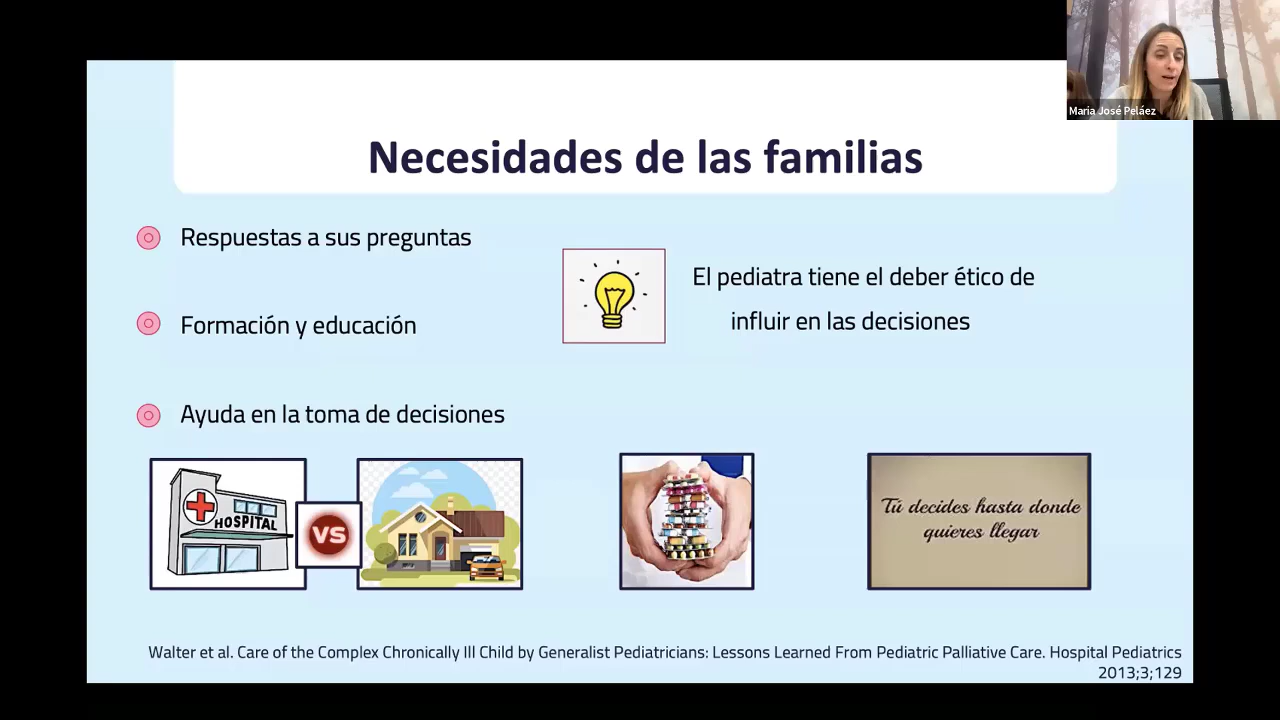 Maria José Peláez
Necesidades de las familias
Respuestas a sus preguntas
El pediatra tiene el deber ético de
influir en las decisiones
Formación y educación
Ayuda en la toma de decisiones
HOSPITAL
VS
Tú decides hasta donde
quieres llegar
Walter et al. Care of the Complex Chronically Ill Child by Generalist Pediatricians: Lessons Learned From Pediatric Palliative Care. Hospital Pediatrics
2013;3;129